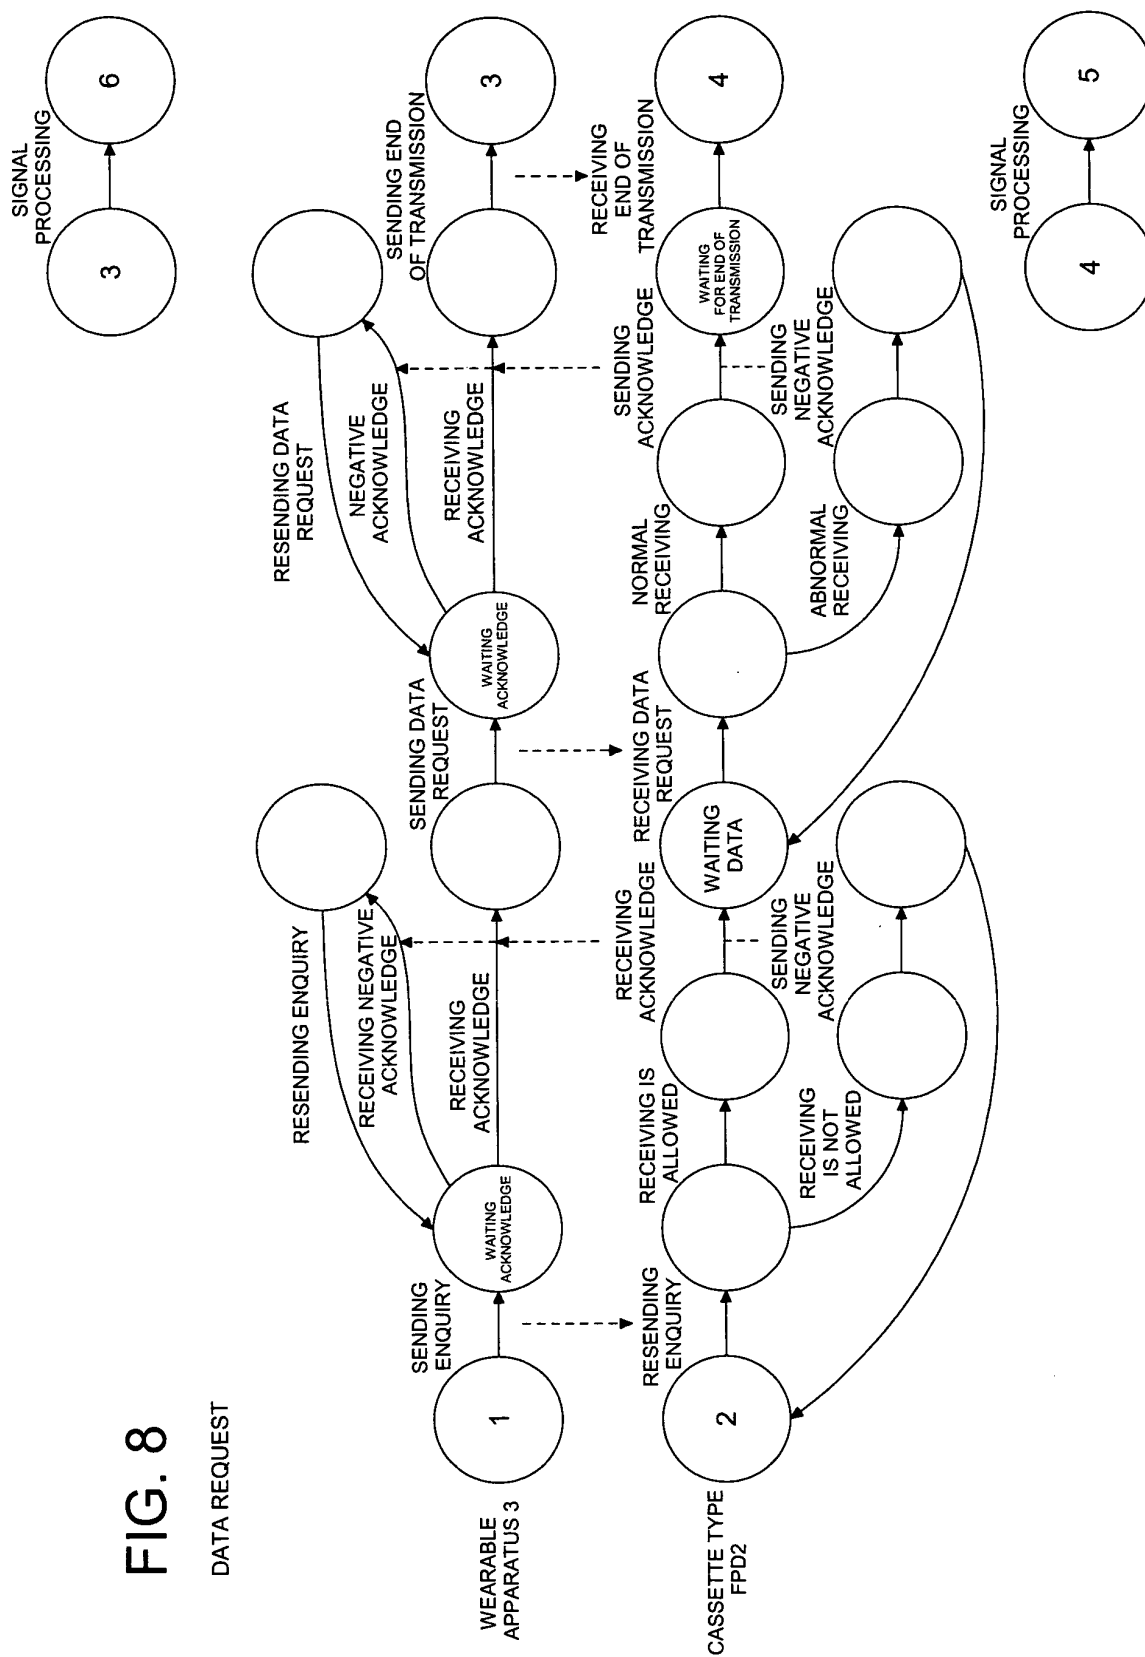 FIG. 8
DATA REQUEST
SIGNAL
PROCESSING
3
6
RESENDING ENQUIRY
RECEIVING NEGATIVE
ACKNOWLEDGE
RESENDING DATA
REQUEST
NEGATIVE
ACKNOWLEDGE
WEARABLE
APPARATUS 3
1
SENDING
ENQUIRY
WAITING
ACKNOWLEDGE
RECEIVING
ACKNOWLEDGE
SENDING DATA
REQUEST
WAITING
ACKNOWLEDGE
RECEIVING
ACKNOWLEDGE
SENDING END
OF TRANSMISSION
3
CASSETTE TYPE
FPD2
2
RESENDING
ENQUIRY
RECEIVING IS
ALLOWED
RECEIVING
ACKNOWLEDGE
WAITING
DATA
RECEIVING DATA
REQUEST
NORMAL
RECEIVING
SENDING
ACKNOWLEDGE
WAITING
FOR END OF
TRANSMISSION
RECEIVING
END OF
TRANSMISSION
4
RECEIVING
IS NOT
ALLOWED
SENDING
NEGATIVE
ACKNOWLEDGE
ABNORMAL
RECEIVING
SENDING
NEGATIVE
ACKNOWLEDGE
SIGNAL
PROCESSING
4
5